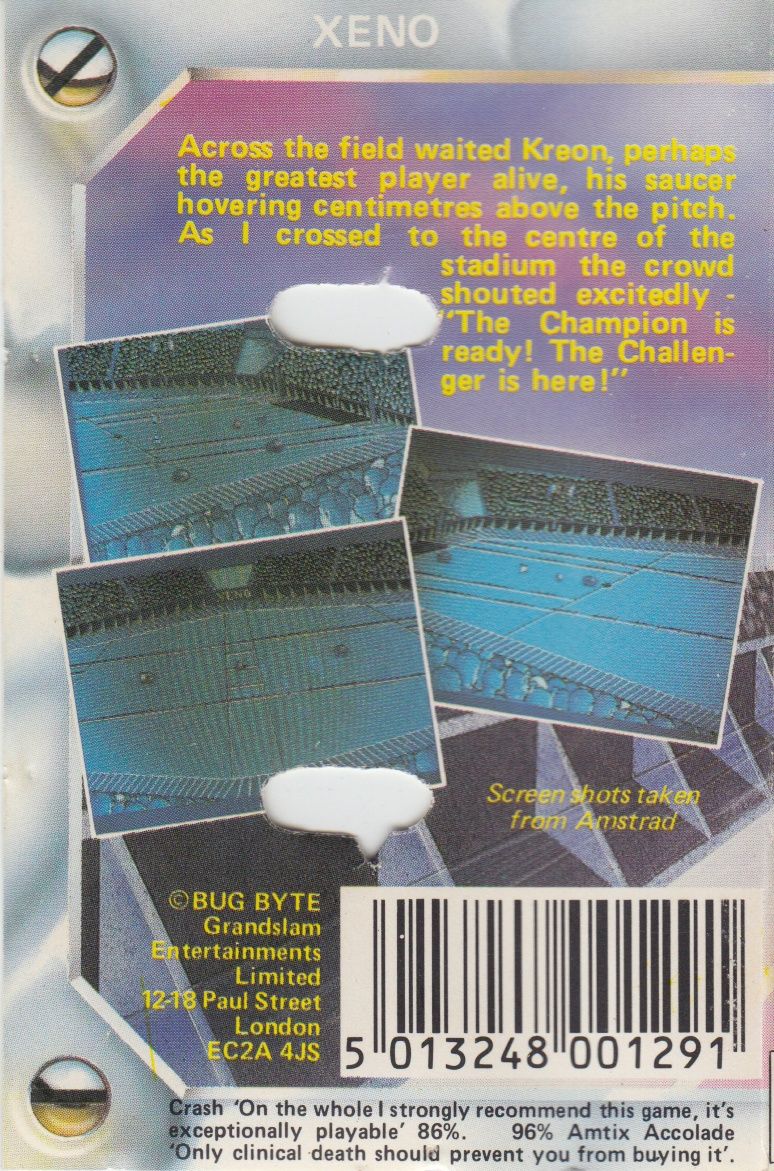 XENO
Across the field waited Kreon, perhaps
the greatest player alive, his saucer
hovering centimetres above the pitch.
As I crossed to the centre of the
stadium the crowd
shouted excitedly -
"The Champion is
ready! The Challen-
ger is here!"
XENO
Screen shots taken
from Amstrad
©BUG BYTE
Grandslam
Entertainments
Limited
12-18 Paul Street
London
EC2A 4JS
5 013248 001291
Crash 'On the whole I strongly recommend this game, it's
exceptionally playable' 86%. 96% Amtix Accolade
'Only clinical death should prevent you from buying it'.